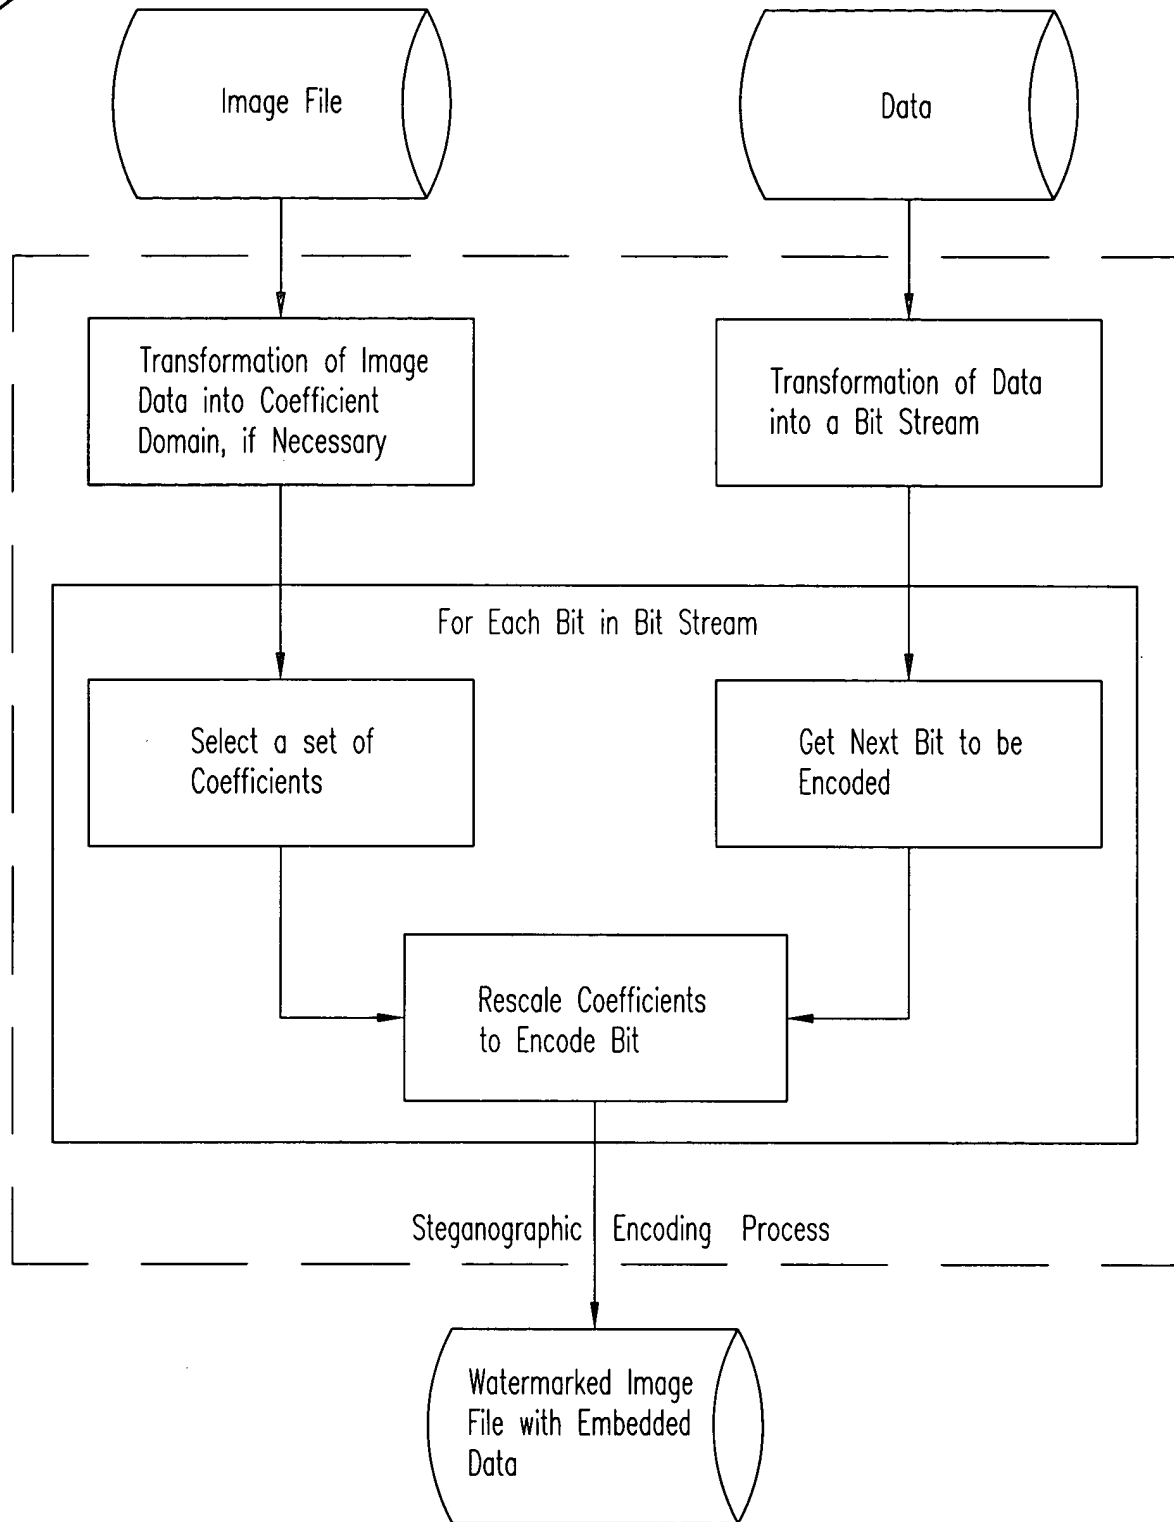 Image File
Data
Transformation of Image
Data into Coefficient
Domain, if Necessary
Transformation of Data
into a Bit Stream
For Each Bit in Bit Stream
Select a set of
Coefficients
Get Next Bit to be
Encoded
Rescale Coefficients
to Encode Bit
Steganographic Encoding Process
Watermarked Image
File with Embedded
Data